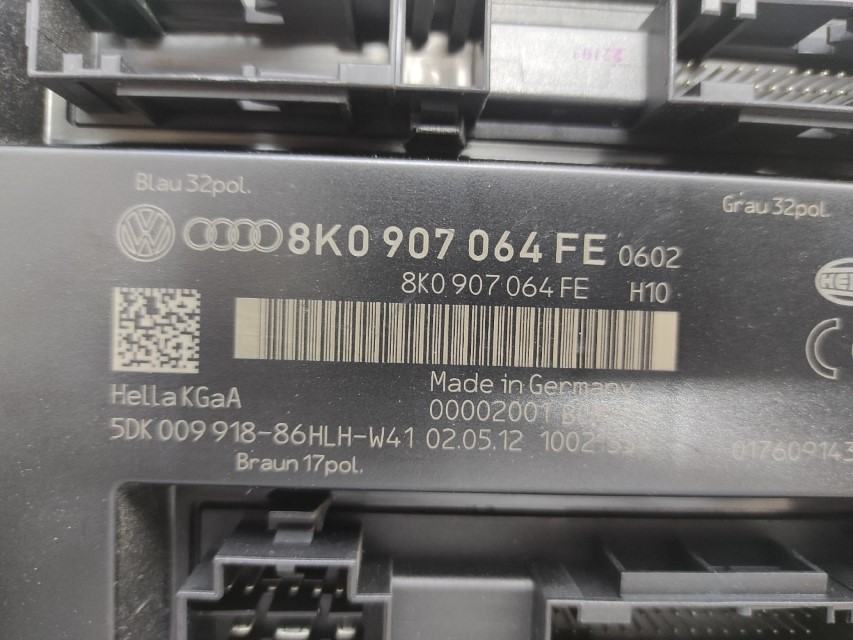 Blau 32pol.
Grau 32pol.
8K0 907 064 FE 0602
8K0 907 064 FE H10
Hella KGaA
Made in Germany
00002001
5DK 009 918-86HLH-W41 02.05.12
Braun 17pol.